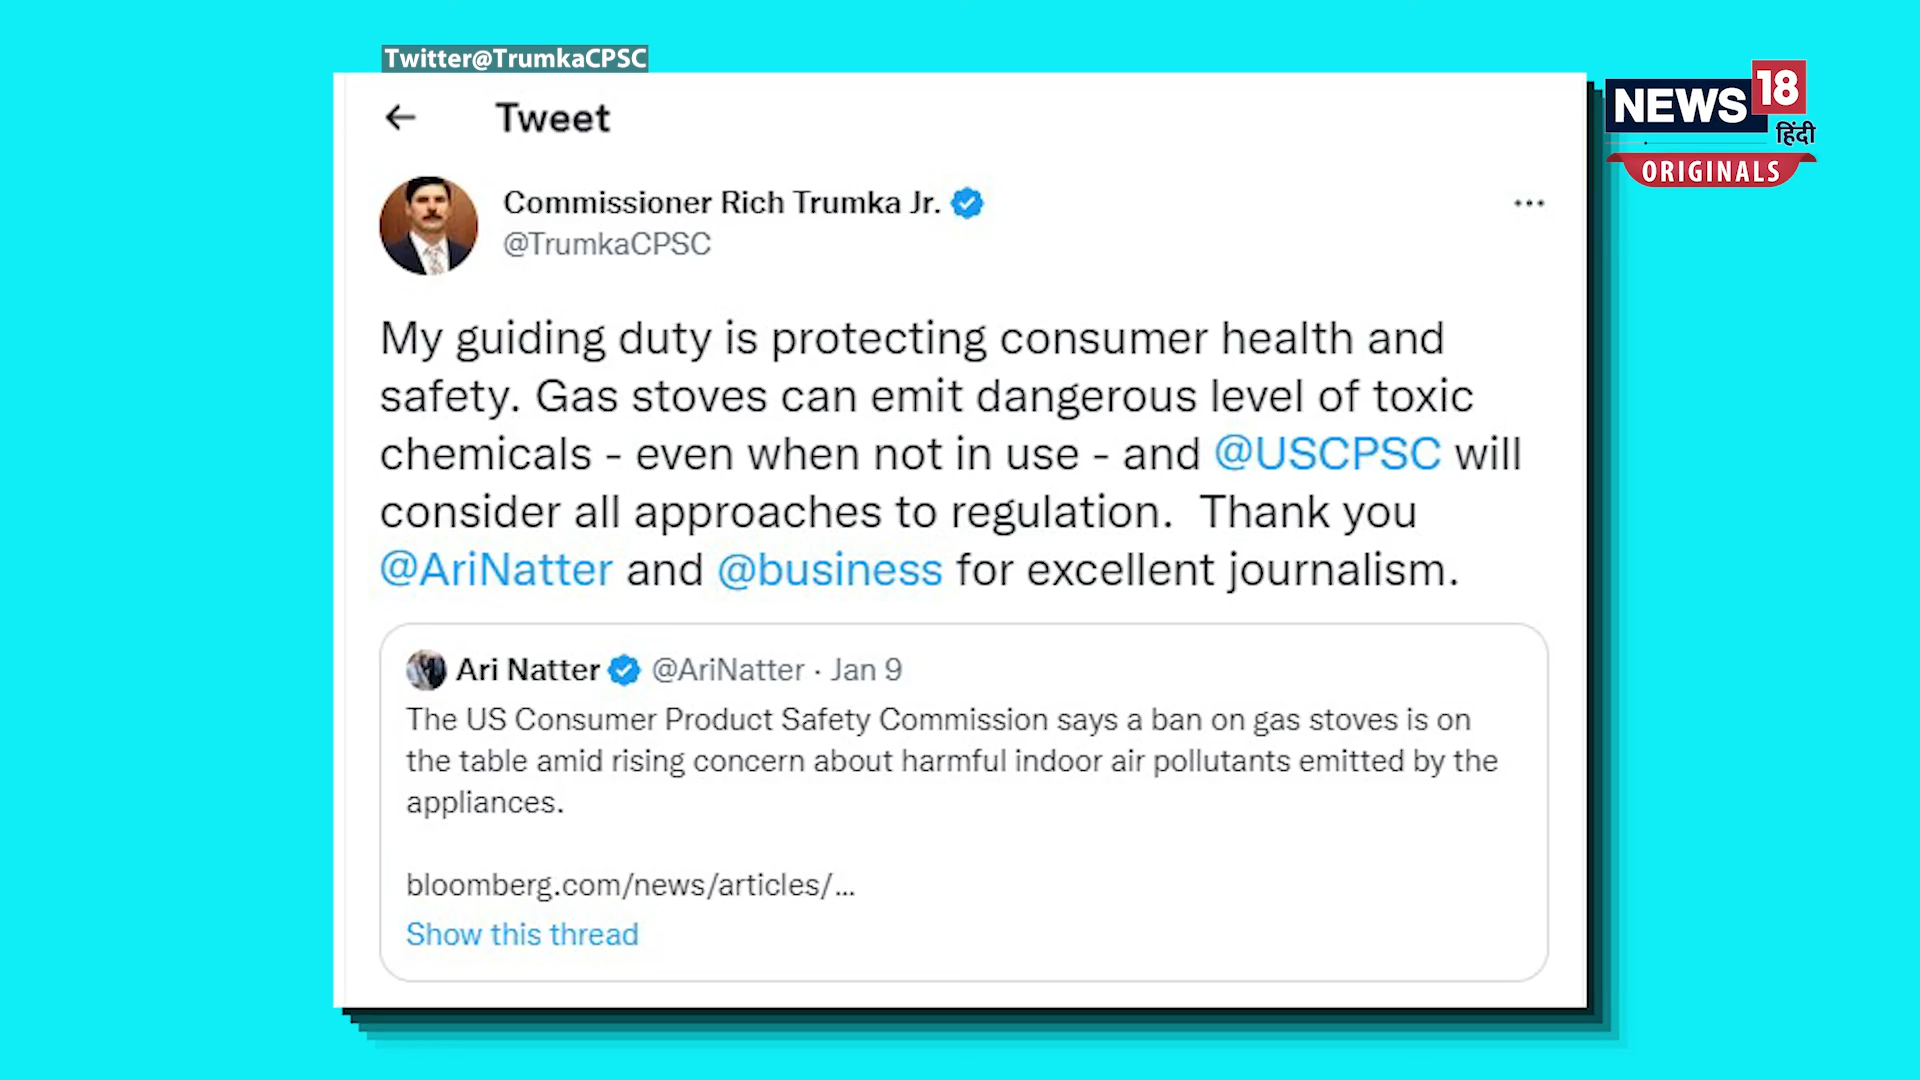 Twitter@TrumkaCPSC
NEWS 18
हिंदी
ORIGINALS
← Tweet
Commissioner Rich Trumka Jr.
@TrumkaCPSC
My guiding duty is protecting consumer health and
safety. Gas stoves can emit dangerous level of toxic
chemicals - even when not in use - and @USCPSC will
consider all approaches to regulation.  Thank you
@AriNatter and @business for excellent journalism.
Ari Natter @AriNatter · Jan 9
The US Consumer Product Safety Commission says a ban on gas stoves is on
the table amid rising concern about harmful indoor air pollutants emitted by the
appliances.
bloomberg.com/news/articles/...
Show this thread